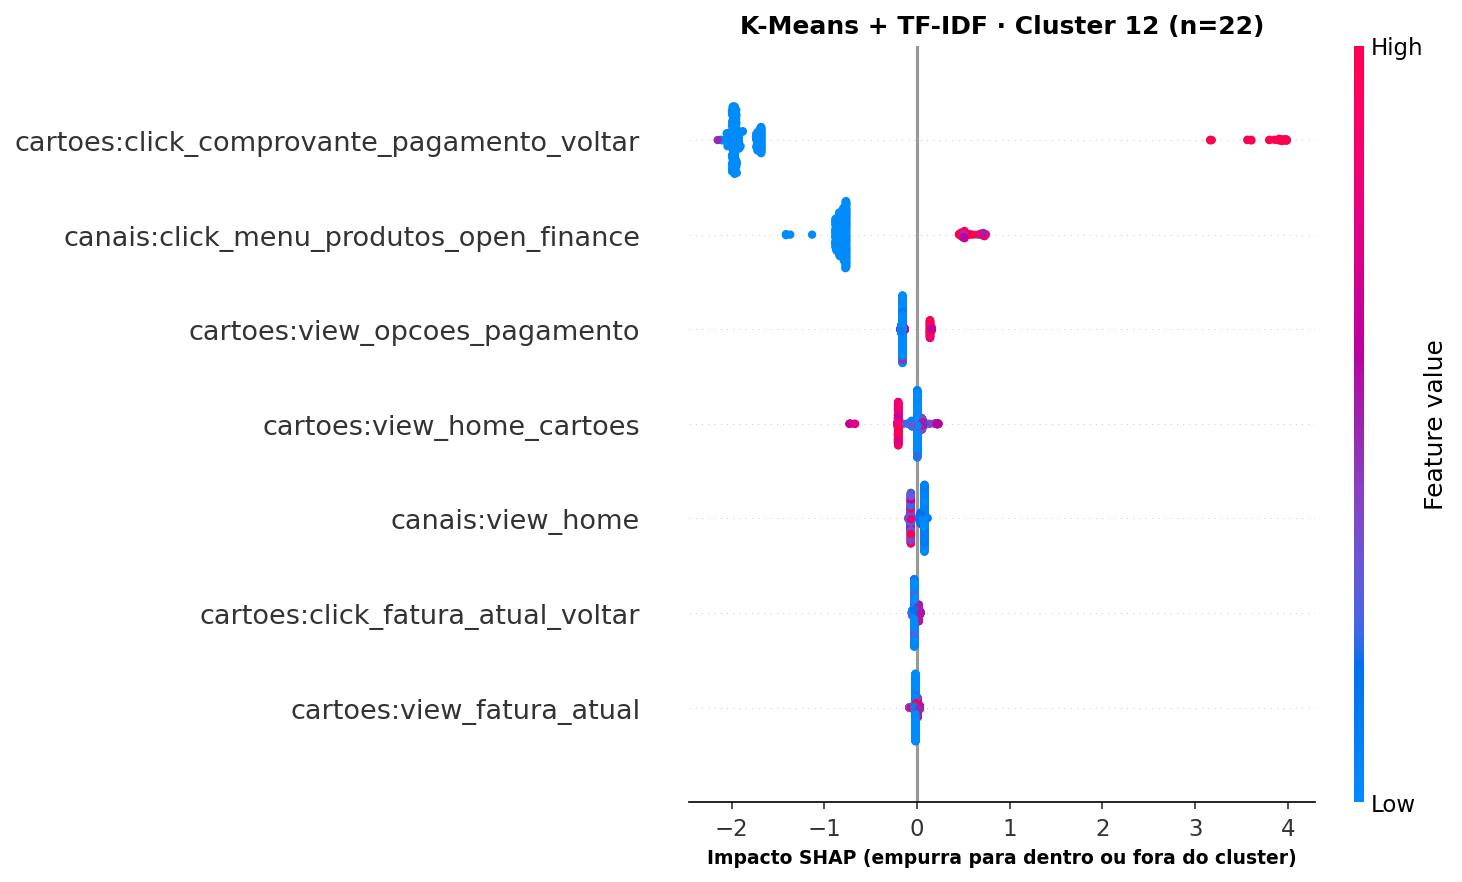 K-Means + TF-IDF · Cluster 12 (n=22)
High
cartoes:click_comprovante_pagamento_voltar
canais:click_menu_produtos_open_finance
cartoes:view_opcoes_pagamento
cartoes:view_home_cartoes
canais:view_home
cartoes:click_fatura_atual_voltar
cartoes:view_fatura_atual
Feature value
Low
−2 −1 0 1 2 3 4
Impacto SHAP (empurra para dentro ou fora do cluster)